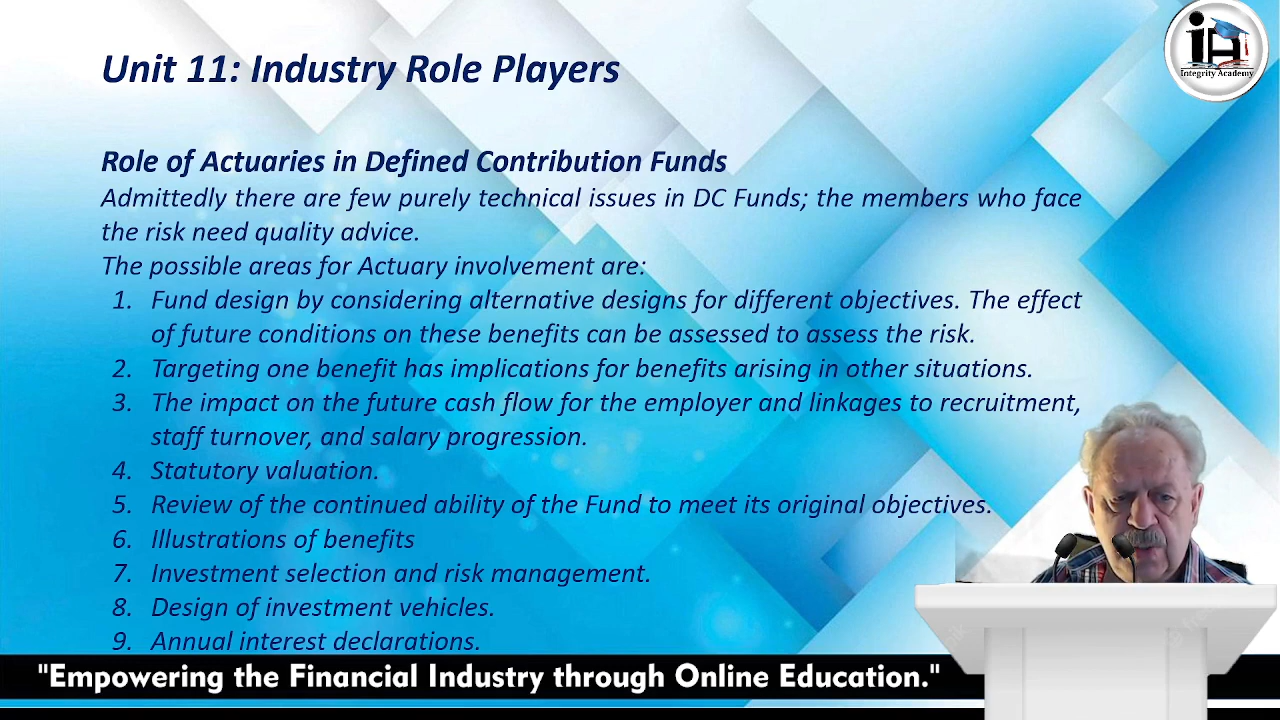 Unit 11: Industry Role Players
Integrity Academy
Role of Actuaries in Defined Contribution Funds
Admittedly there are few purely technical issues in DC Funds; the members who face
the risk need quality advice.
The possible areas for Actuary involvement are:
1. Fund design by considering alternative designs for different objectives. The effect
of future conditions on these benefits can be assessed to assess the risk.
2. Targeting one benefit has implications for benefits arising in other situations.
3. The impact on the future cash flow for the employer and linkages to recruitment,
staff turnover, and salary progression.
4. Statutory valuation.
5. Review of the continued ability of the Fund to meet its original objectives.
6. Illustrations of benefits
7. Investment selection and risk management.
8. Design of investment vehicles.
9. Annual interest declarations.
"Empowering the Financial Industry through Online Education."